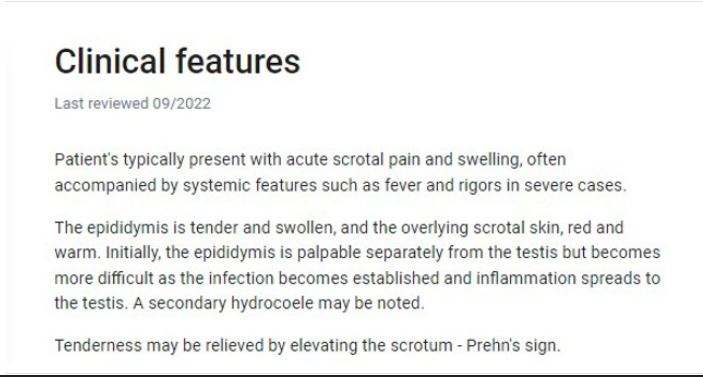 Clinical features
Last reviewed 09/2022
Patient's typically present with acute scrotal pain and swelling, often
accompanied by systemic features such as fever and rigors in severe cases.
The epididymis is tender and swollen, and the overlying scrotal skin, red and
warm. Initially, the epididymis is palpable separately from the testis but becomes
more difficult as the infection becomes established and inflammation spreads to
the testis. A secondary hydrocoele may be noted.
Tenderness may be relieved by elevating the scrotum - Prehn's sign.